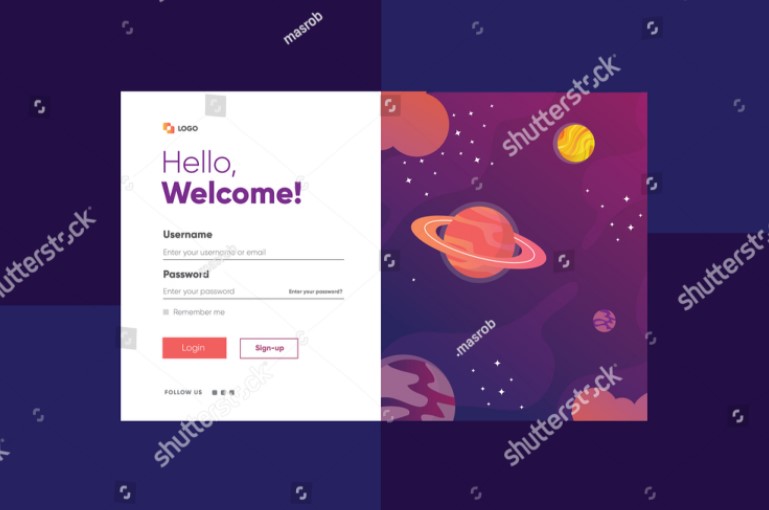 masrob
shutterstock
LOGO
Hello,
Welcome!
Username
Enter your username or email
Password
Enter your password
Enter your password?
Remember me
Login
Sign-up
FOLLOW US
shutterstock
shutterstock
masrob
.masrob
shutterstock
shutterstock